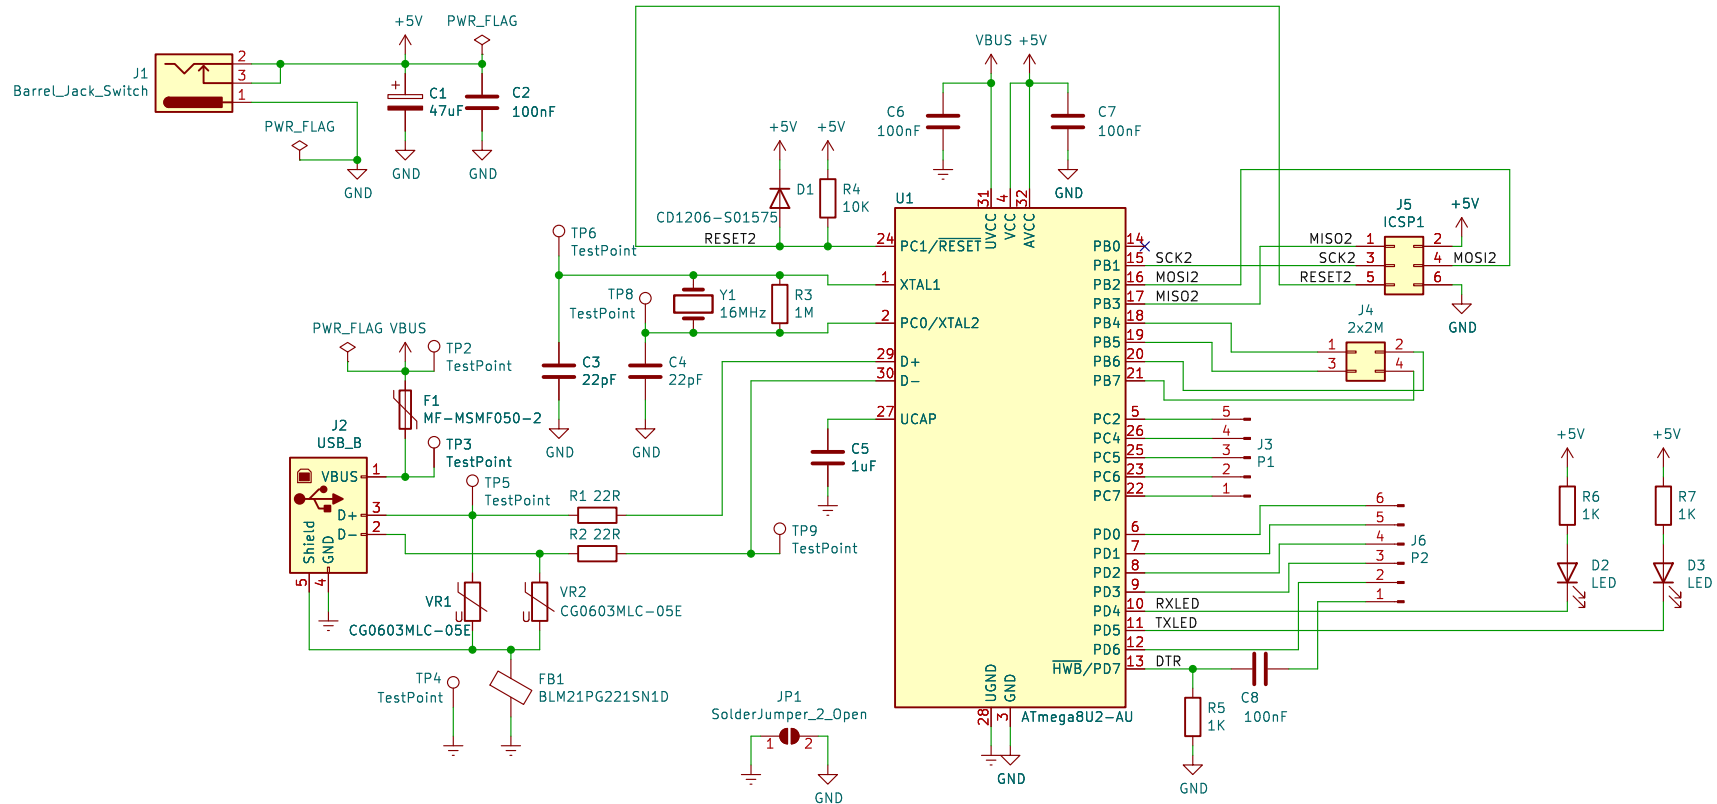 +5V
PWR_FLAG
J1
Barrel_Jack_Switch
2
3
1
C1
47uF
C2
100nF
PWR_FLAG
GND
GND
GND
VBUS
+5V
C6
100nF
C7
100nF
GND
+5V
+5V
D1
CD1206-S01575
R4
10K
RESET2
TP6
TestPoint
TP8
TestPoint
Y1
16MHz
R3
1M
C3
22pF
C4
22pF
GND
GND
PWR_FLAG
VBUS
TP2
TestPoint
F1
MF-MSMF050-2
J2
USB_B
TP3
TestPoint
VBUS
D+
D-
Shield
GND
1
3
2
5
4
TP5
TestPoint
R1 22R
R2 22R
TP9
TestPoint
VR1
CG0603MLC-05E
VR2
CG0603MLC-05E
TP4
TestPoint
FB1
BLM21PG221SN1D
JP1
SolderJumper_2_Open
1
2
GND
C5
1uF
U1
ATmega8U2-AU
31
4
32
UVCC
VCC
AVCC
24
PC1/RESET
1
XTAL1
2
PC0/XTAL2
29
D+
30
D-
27
UCAP
UGND
GND
28
3
GND
PB0
14
PB1
15
SCK2
PB2
16
MOSI2
PB3
17
MISO2
PB4
18
PB5
19
PB6
20
PB7
21
PC2
5
PC4
26
PC5
25
PC6
23
PC7
22
PD0
6
PD1
7
PD2
8
PD3
9
PD4
10
RXLED
PD5
11
TXLED
PD6
12
HWB/PD7
13
DTR
J5
ICSP1
+5V
MISO2
1
2
SCK2
3
4
MOSI2
RESET2
5
6
GND
J4
2x2M
1
2
3
4
5
4
3
2
1
J3
P1
6
5
4
3
2
1
J6
P2
C8
100nF
R5
1K
GND
+5V
R6
1K
D2
LED
+5V
R7
1K
D3
LED